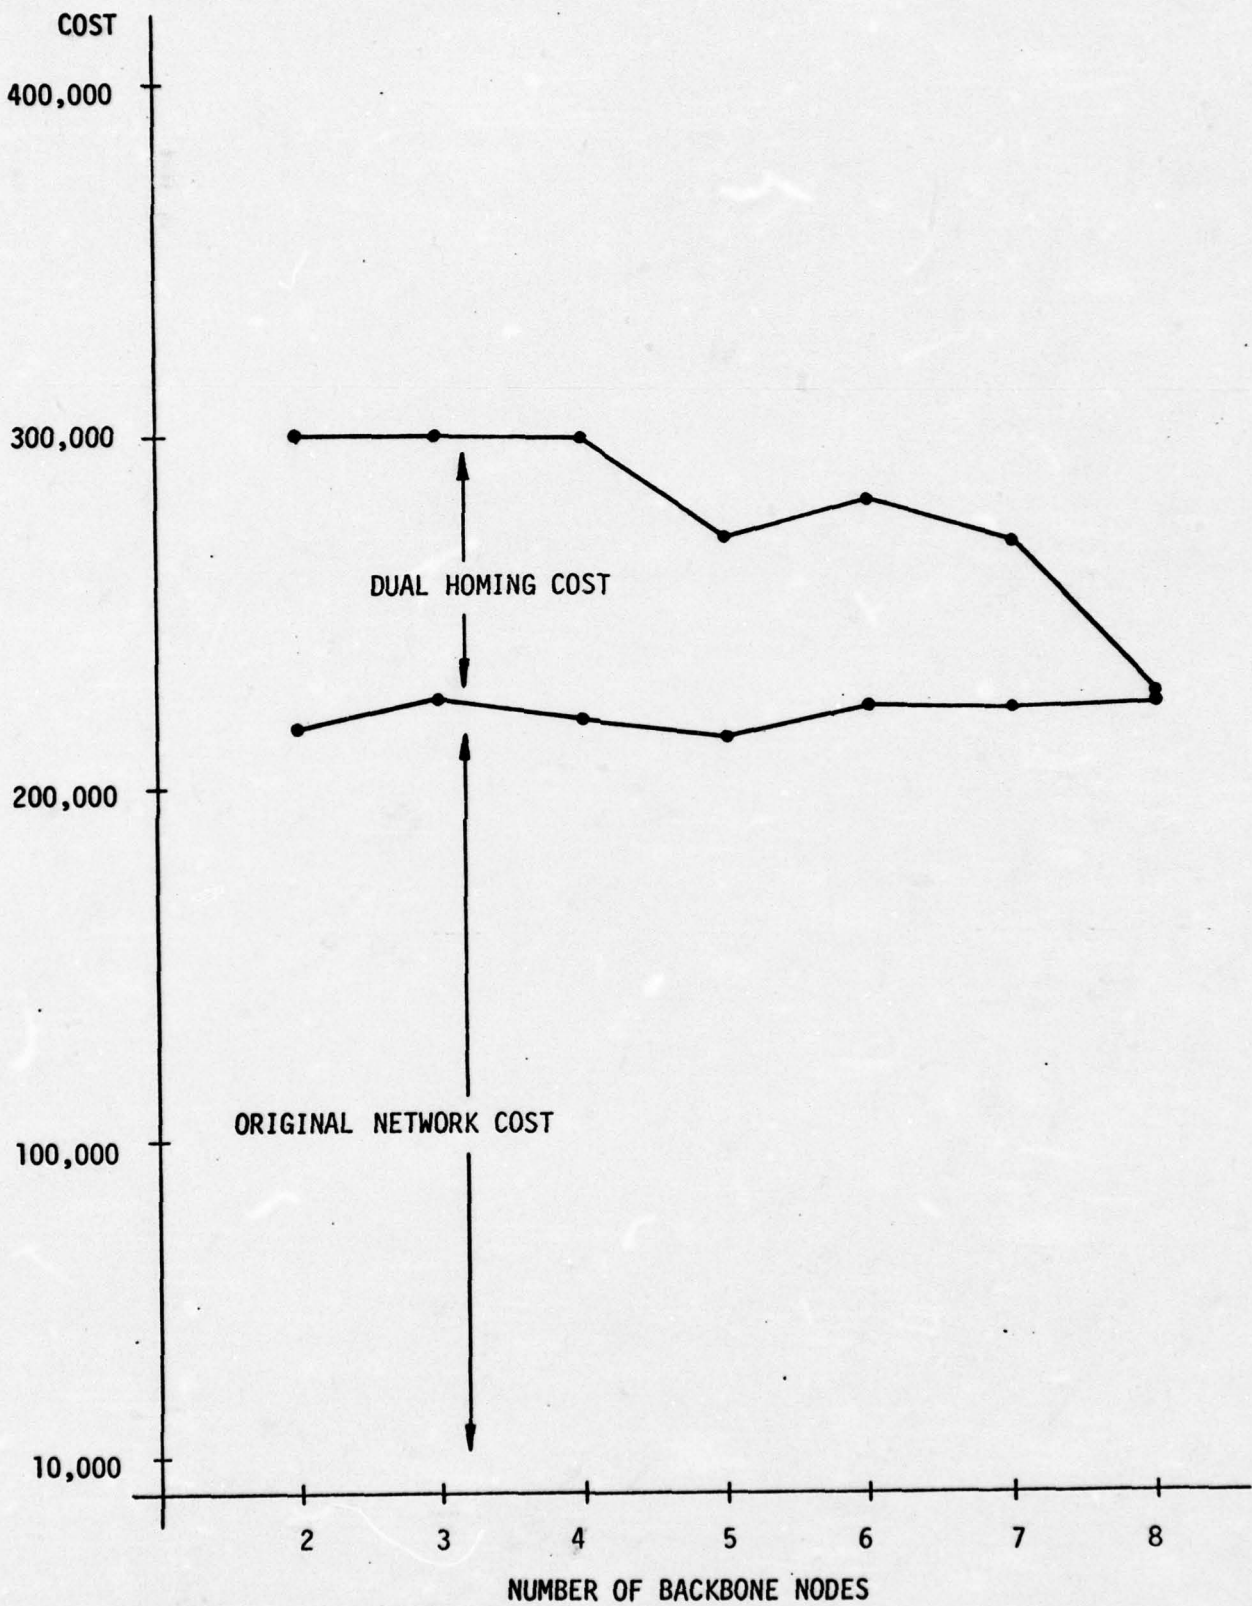 COST
400,000
300,000
DUAL HOMING COST
200,000
ORIGINAL NETWORK COST
100,000
10,000
2 3 4 5 6 7 8
NUMBER OF BACKBONE NODES